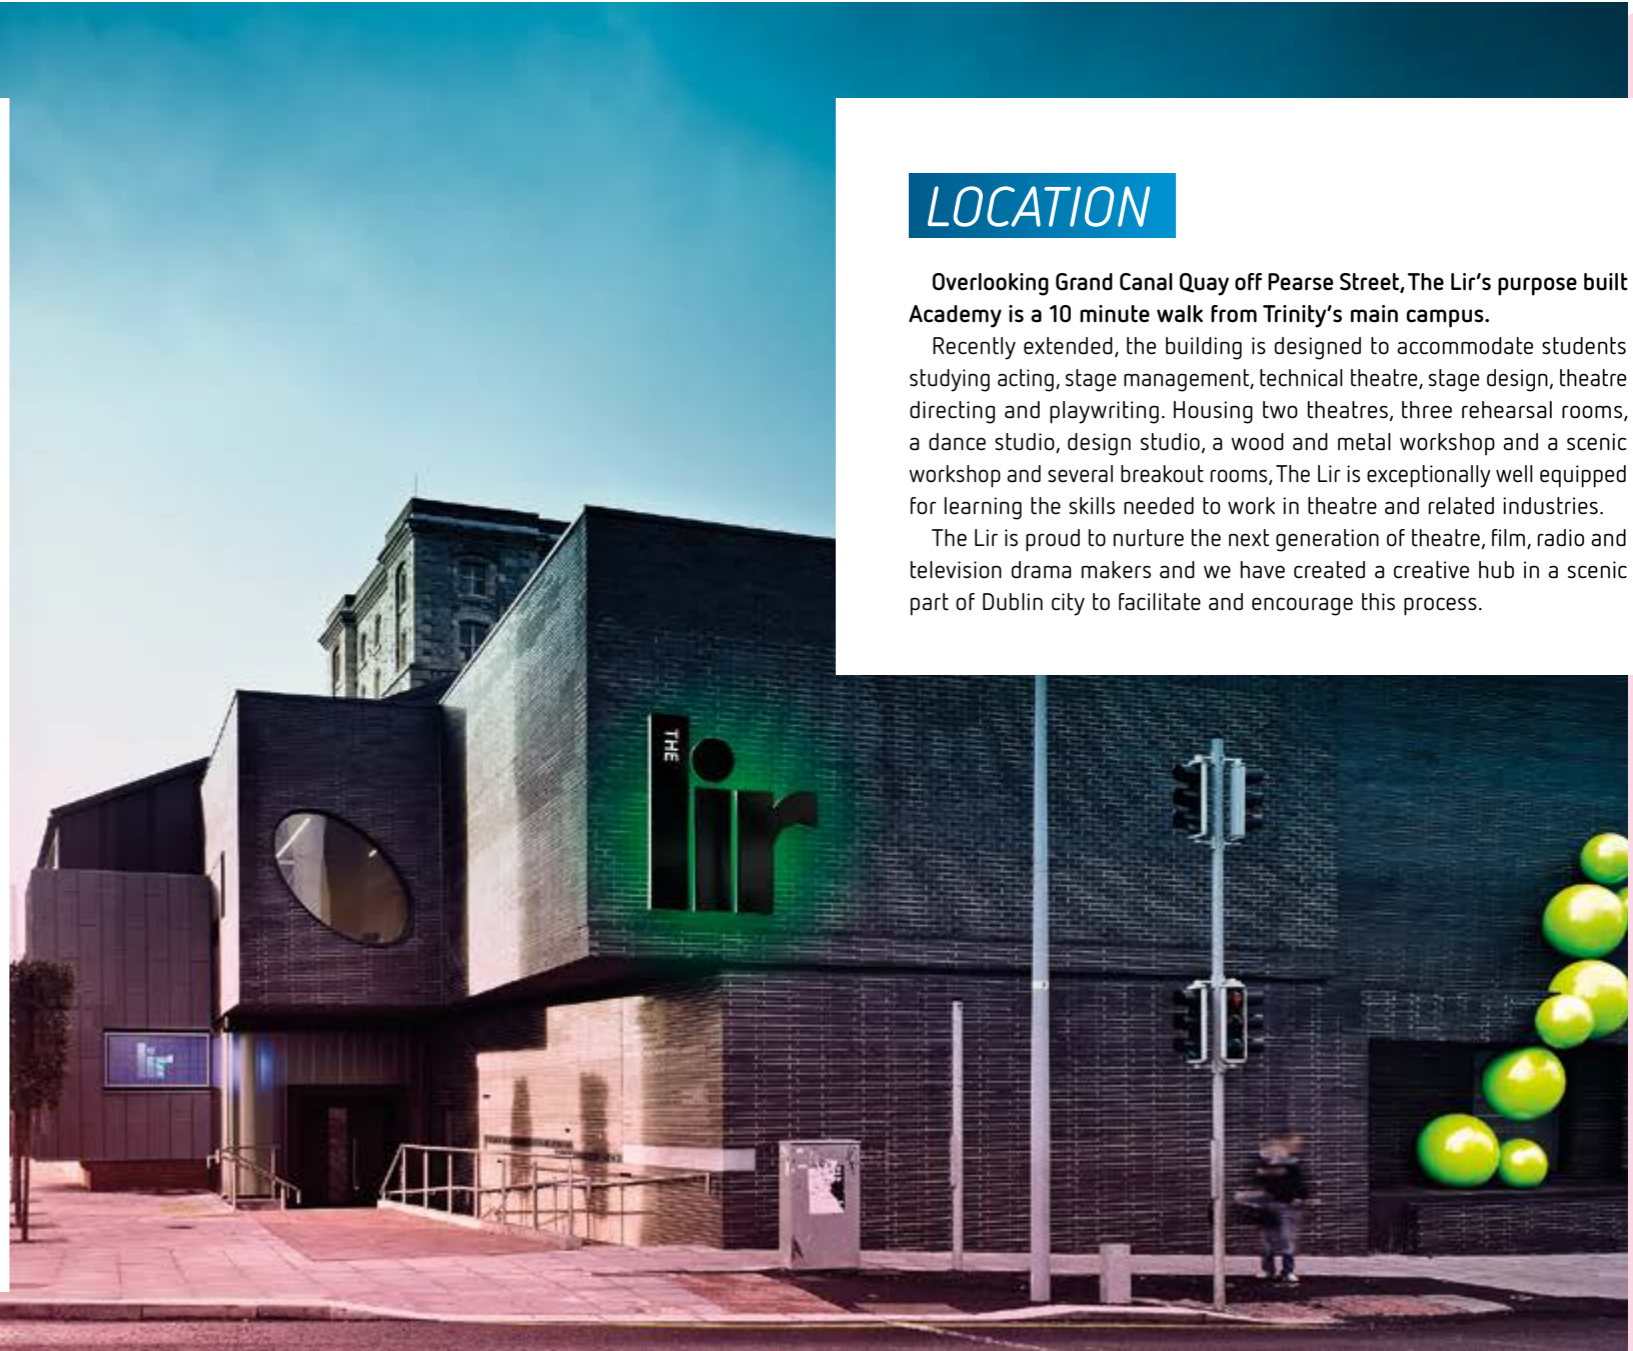 LOCATION
Overlooking Grand Canal Quay off Pearse Street, The Lir’s purpose built
Academy is a 10 minute walk from Trinity’s main campus.
Recently extended, the building is designed to accommodate students
studying acting, stage management, technical theatre, stage design, theatre
directing and playwriting. Housing two theatres, three rehearsal rooms,
a dance studio, design studio, a wood and metal workshop and a scenic
workshop and several breakout rooms, The Lir is exceptionally well equipped
for learning the skills needed to work in theatre and related industries.
The Lir is proud to nurture the next generation of theatre, film, radio and
television drama makers and we have created a creative hub in a scenic
part of Dublin city to facilitate and encourage this process.
THE
lir
lir